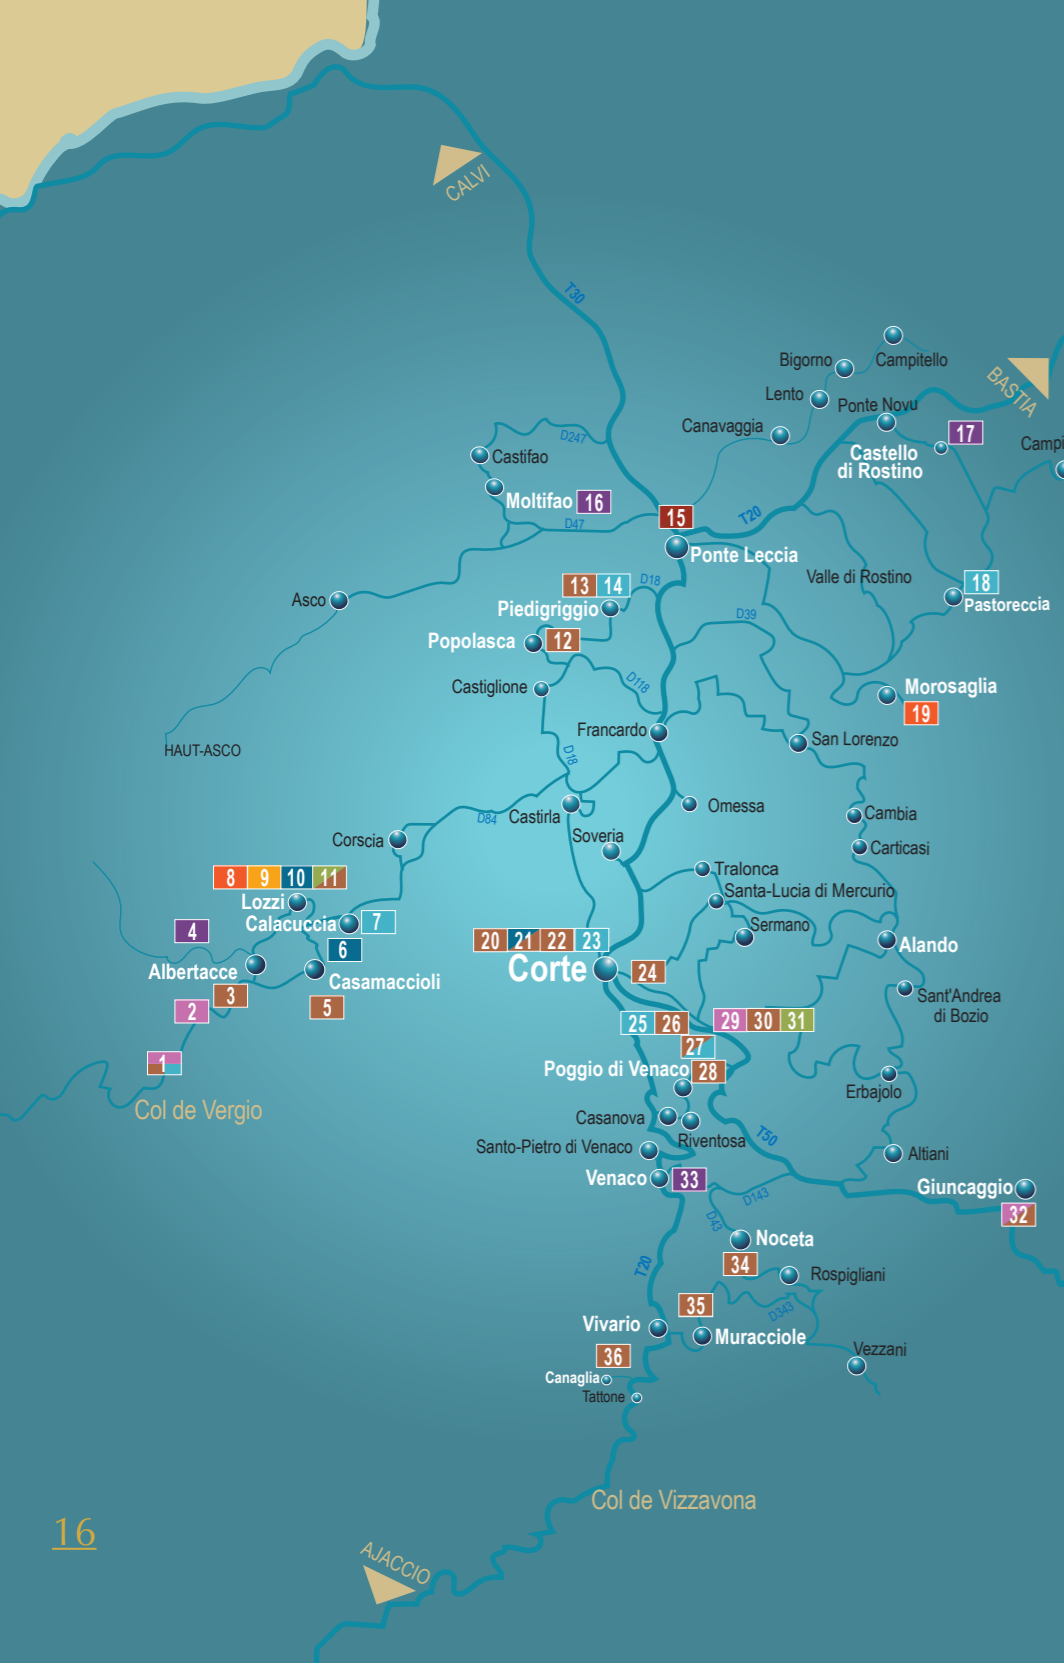 CALVI
T30
Bigorno
Campitello
BASTIA
Lento
Ponte Novu
Canavaggia
17
D247
Castello
di Rostino
Castifao
Moltifao 16
15
T20
D47
Ponte Leccia
Valle di Rostino
18
Pastoreccia
13 14
D18
Asco
Piedigriggio
D39
Popolasca 12
Castiglione
D118
Morosaglia
19
Francardo
San Lorenzo
HAUT-ASCO
D18
Omessa
Castirla
D84
Cambia
Corscia
Soveria
Carticasi
8 9 10 11
Tralonca
Lozzi
Santa-Lucia di Mercurio
Calacuccia 7
Sermano
4
6
20 21 22 23
Alando
Albertacce
Corte
24
Casamaccioli
3
5
Sant'Andrea
di Bozio
2
25 26
29 30 31
27
1
Poggio di Venaco 28
Col de Vergio
Erbajolo
Casanova
Riventosa
T50
Santo-Pietro di Venaco
Altiani
Venaco 33
Giuncaggio
D143
32
D43
Noceta
34
T20
Rospigliani
35
D343
Vivario
Muracciole
36
Vezzani
Canaglia
Tattone
Col de Vizzavona
16
AJACCIO